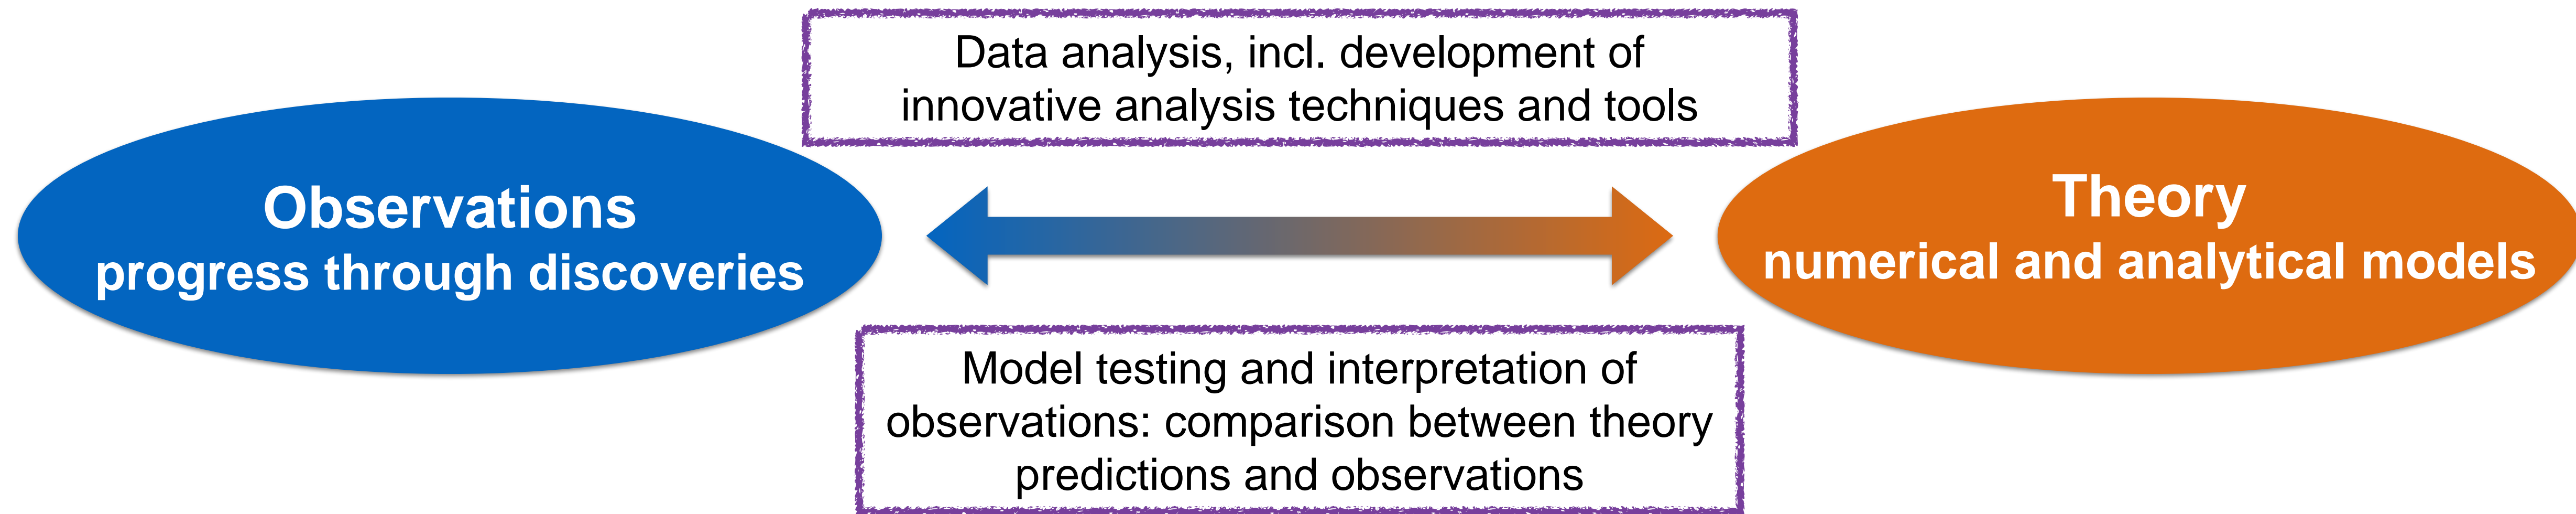 Data analysis, incl. development of
innovative analysis techniques and tools
Observations
progress through discoveries
Theory
numerical and analytical models
Model testing and interpretation of
observations: comparison between theory
predictions and observations